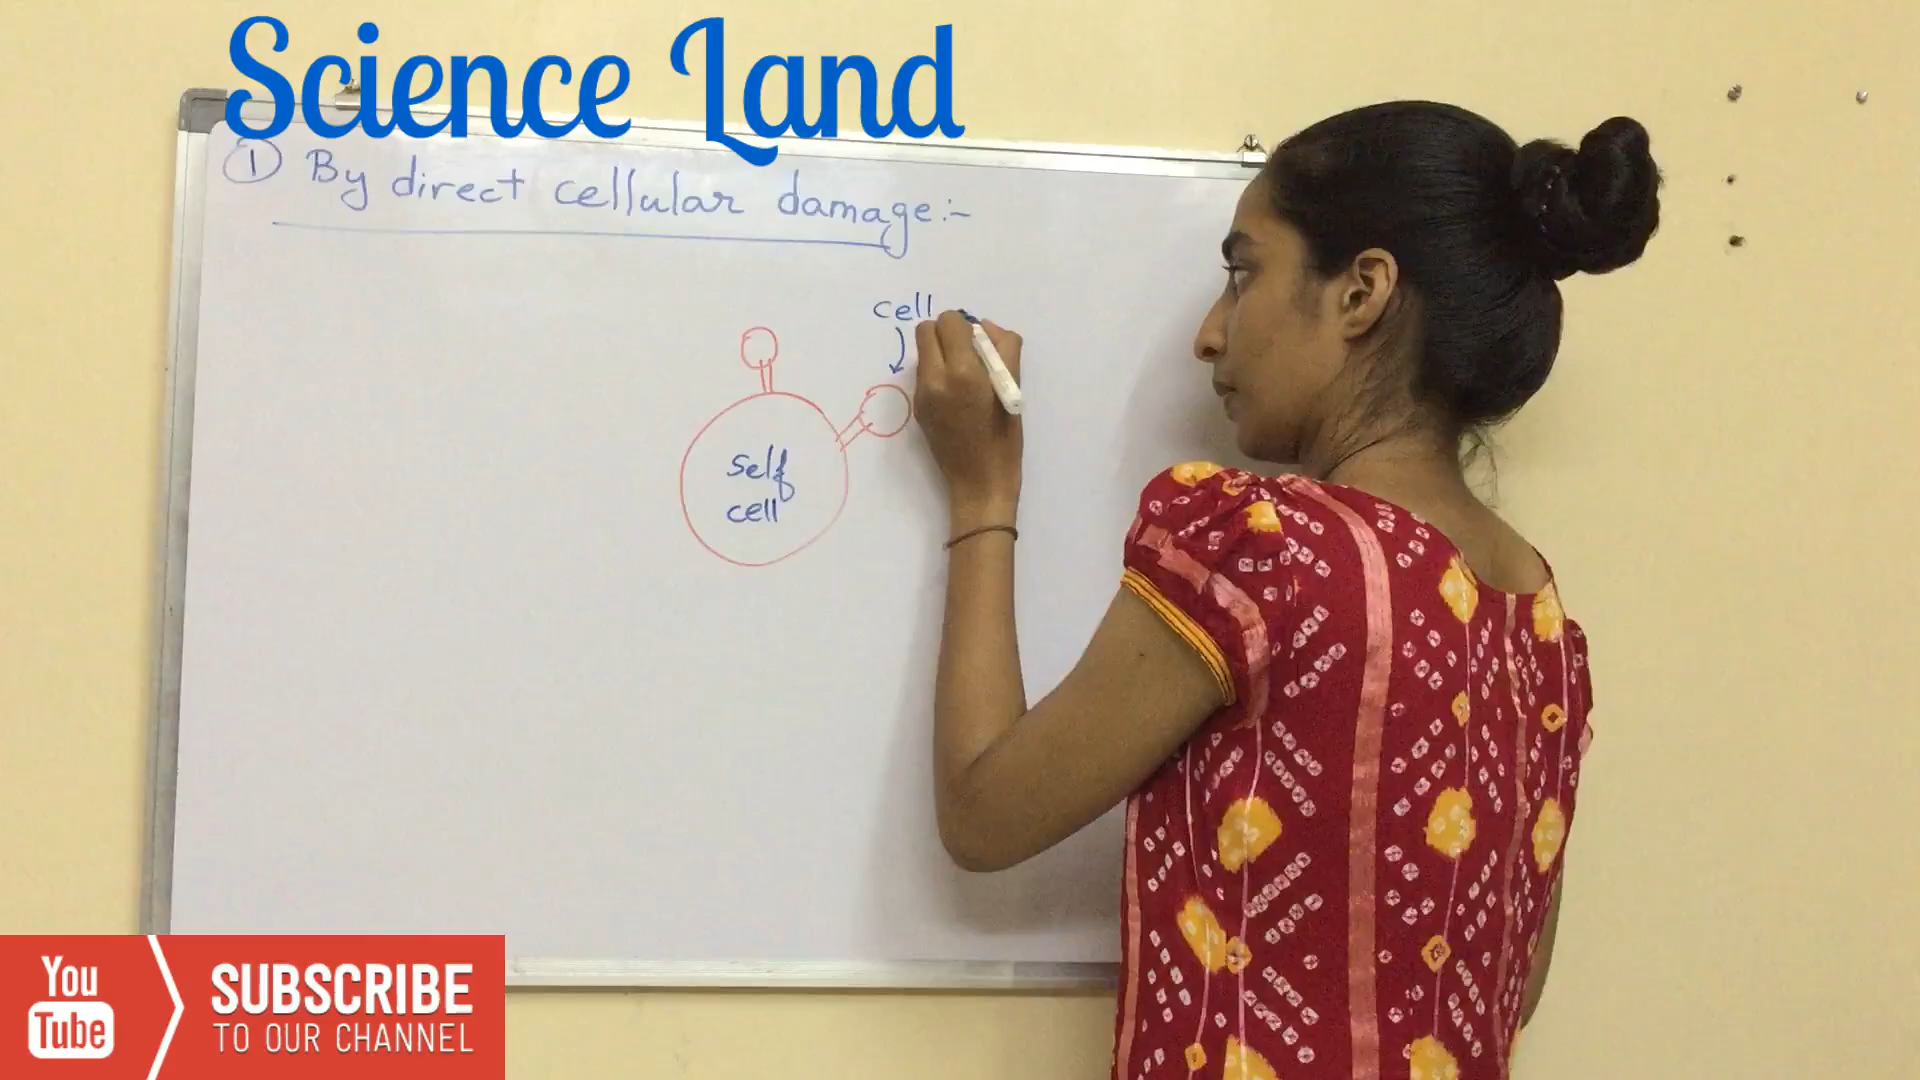 Science Land
① By direct cellular damage:-
cell
self
cell
You
Tube
SUBSCRIBE
TO OUR CHANNEL